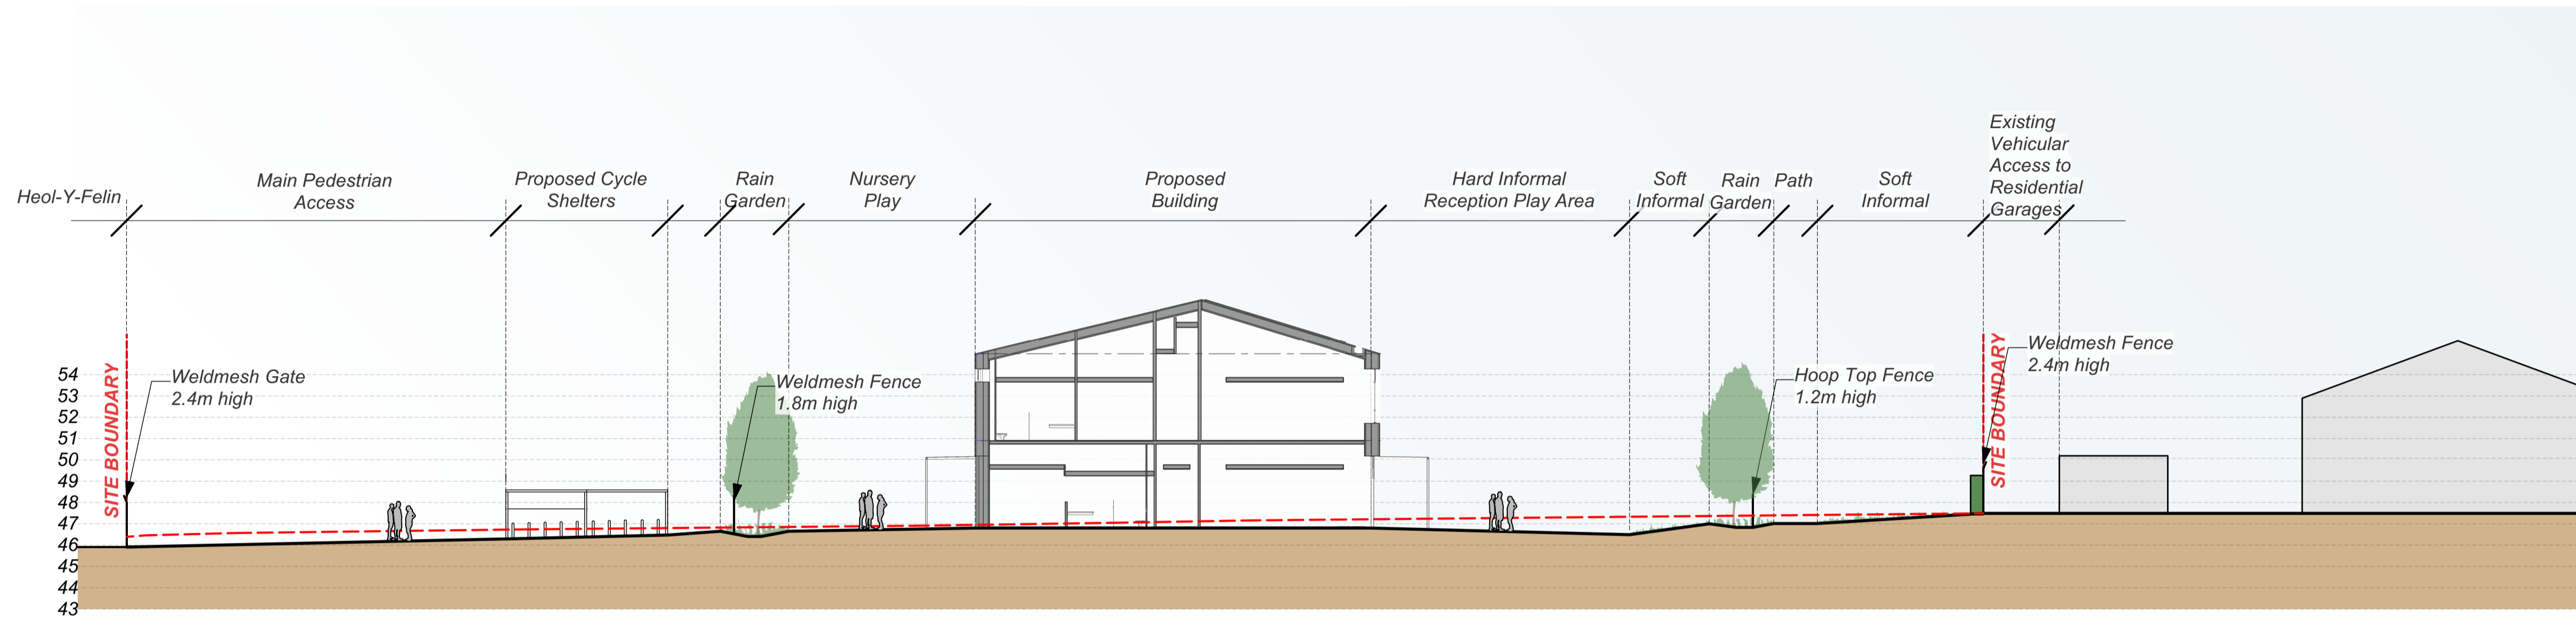 Heol-Y-Felin
Main Pedestrian
Access
Proposed Cycle
Shelters
Rain
Garden
Nursery
Play
Proposed
Building
Hard Informal
Reception Play Area
Soft
Informal
Rain
Garden
Path
Soft
Informal
Existing
Vehicular
Access to
Residential
Garages
SITE BOUNDARY
Weldmesh Gate
2.4m high
Weldmesh Fence
1.8m high
Hoop Top Fence
1.2m high
SITE BOUNDARY
Weldmesh Fence
2.4m high
54
53
52
51
50
49
48
47
46
45
44
43